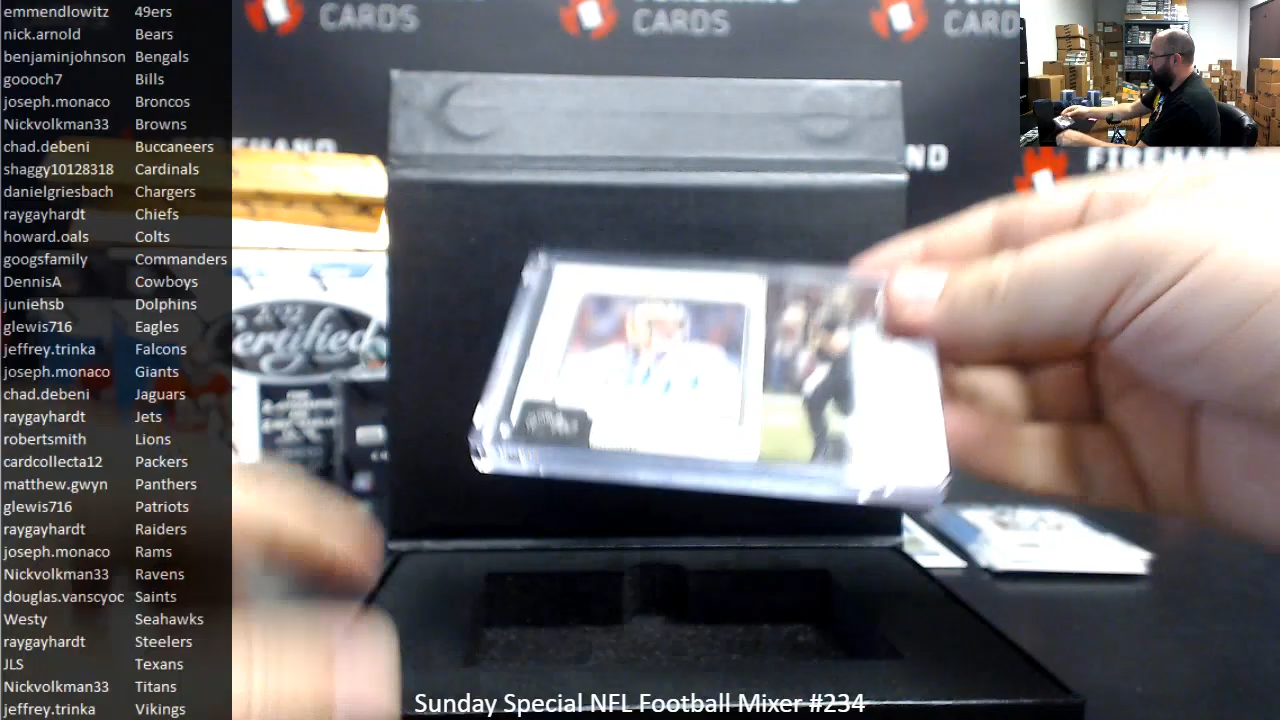 emmendlowitz 49ers
nick.arnold Bears
benjaminjohnson Bengals
goooch7 Bills
joseph.monaco Broncos
Nickvolkman33 Browns
chad.debeni Buccaneers
shaggy10128318 Cardinals
danielgriesbach Chargers
raygayhardt Chiefs
howard.oals Colts
googsfamily Commanders
DennisA Cowboys
juniehsb Dolphins
glewis716 Eagles
jeffrey.trinka Falcons
joseph.monaco Giants
chad.debeni Jaguars
raygayhardt Jets
robertsmith Lions
cardcollecta12 Packers
matthew.gwyn Panthers
glewis716 Patriots
raygayhardt Raiders
joseph.monaco Rams
Nickvolkman33 Ravens
douglas.vanscyoc Saints
Westy Seahawks
raygayhardt Steelers
JLS Texans
Nickvolkman33 Titans
jeffrey.trinka Vikings
CARDS
CARDS
CARD
Certified
Sunday Special NFL Football Mixer #234